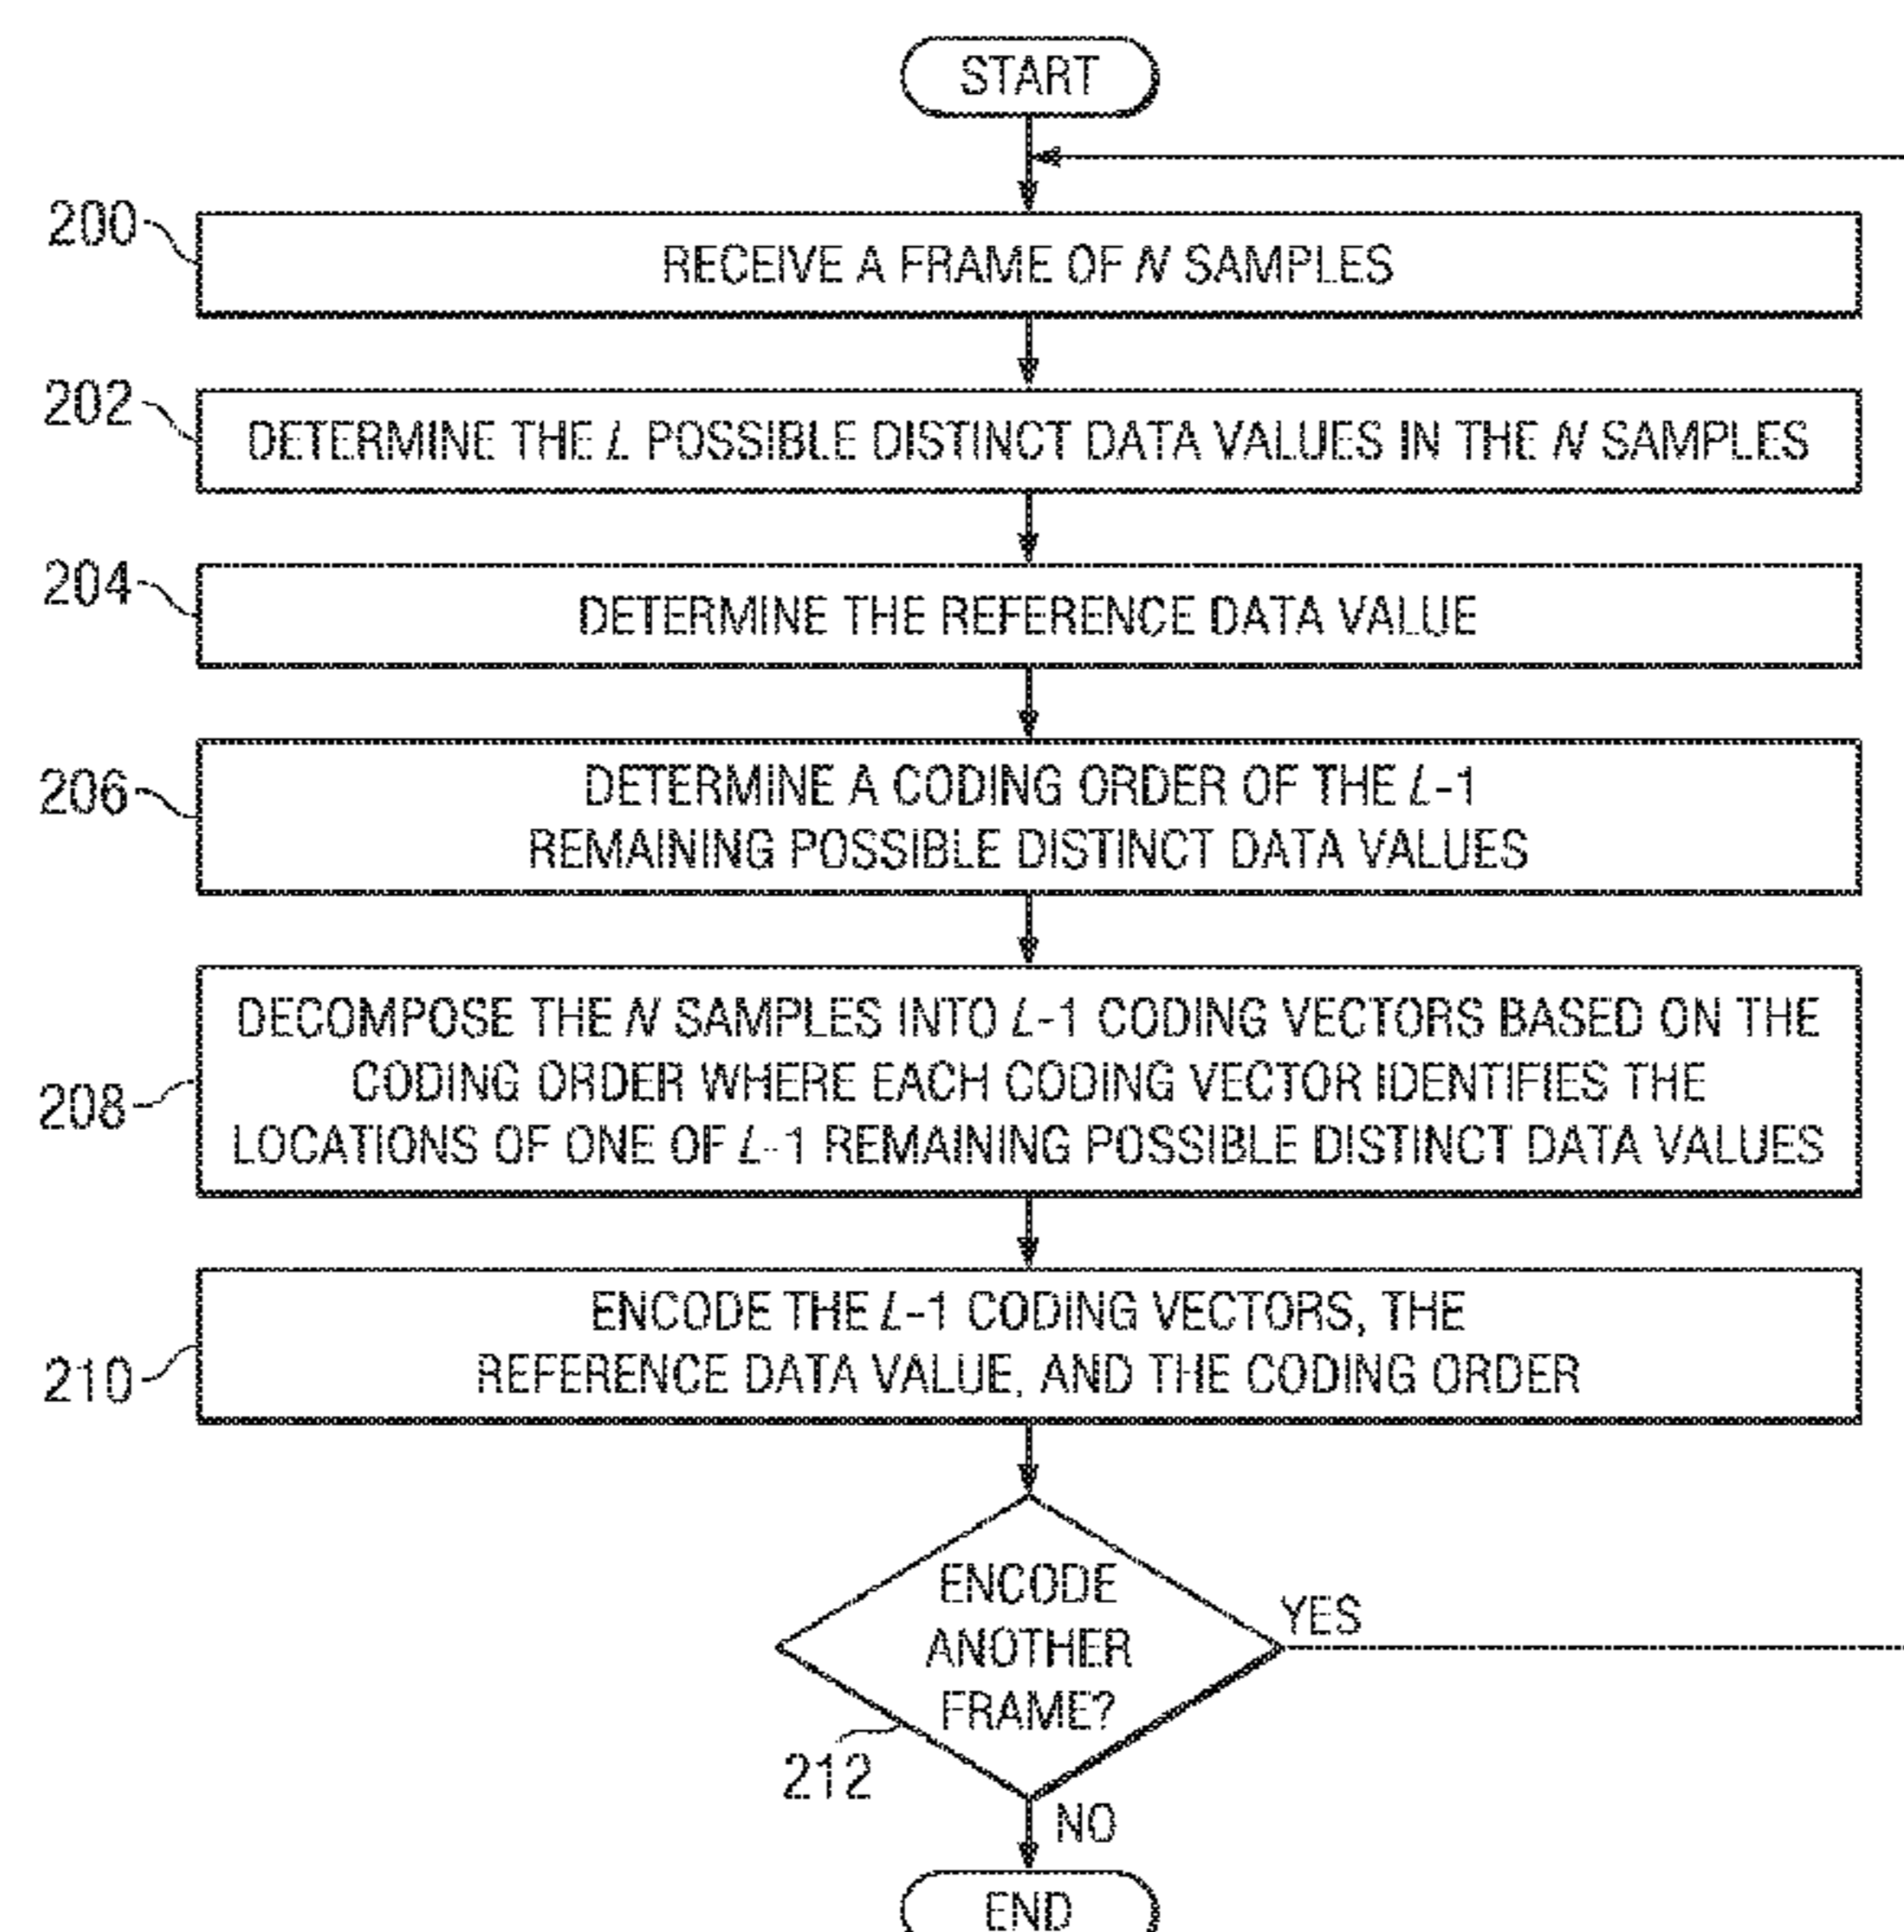 START
200
RECEIVE A FRAME OF N SAMPLES
202
DETERMINE THE L POSSIBLE DISTINCT DATA VALUES IN THE N SAMPLES
204
DETERMINE THE REFERENCE DATA VALUE
206
DETERMINE A CODING ORDER OF THE L-1
REMAINING POSSIBLE DISTINCT DATA VALUES
208
DECOMPOSE THE N SAMPLES INTO L-1 CODING VECTORS BASED ON THE
CODING ORDER WHERE EACH CODING VECTOR IDENTIFIES THE
LOCATIONS OF ONE OF L-1 REMAINING POSSIBLE DISTINCT DATA VALUES
210
ENCODE THE L-1 CODING VECTORS, THE
REFERENCE DATA VALUE, AND THE CODING ORDER
ENCODE
ANOTHER
FRAME?
YES
212
NO
END